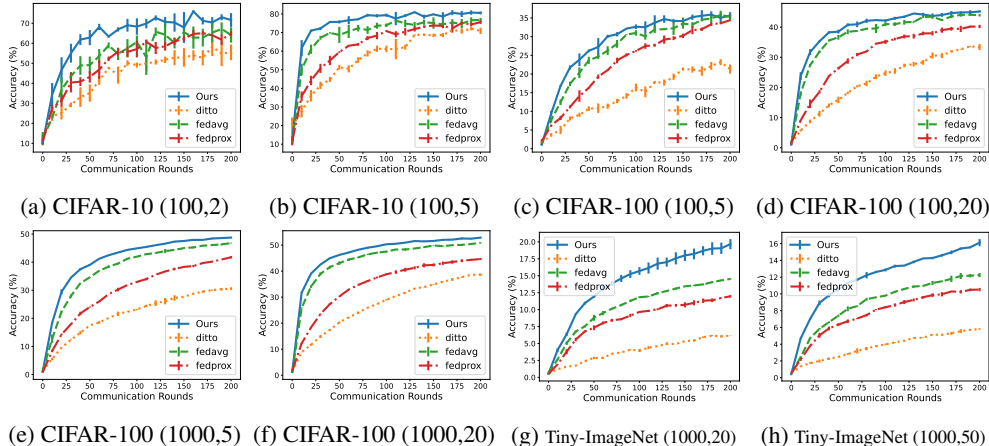 Accuracy (%)
70
60
50
40
30
20
10
Ours
ditto
fedavg
fedprox
0 25 50 75 100 125 150 175 200
Communication Rounds
(a) CIFAR-10 (100,2)
Accuracy (%)
80
70
60
50
40
30
20
10
Ours
ditto
fedavg
fedprox
0 25 50 75 100 125 150 175 200
Communication Rounds
(b) CIFAR-10 (100,5)
Accuracy (%)
35
30
25
20
15
10
5
0
Ours
ditto
fedavg
fedprox
0 25 50 75 100 125 150 175 200
Communication Rounds
(c) CIFAR-100 (100,5)
Accuracy (%)
40
30
20
10
0
Ours
ditto
fedavg
fedprox
0 25 50 75 100 125 150 175 200
Communication Rounds
(d) CIFAR-100 (100,20)
Accuracy (%)
50
40
30
20
10
0
Ours
ditto
fedavg
fedprox
0 25 50 75 100 125 150 175 200
Communication Rounds
(e) CIFAR-100 (1000,5)
Accuracy (%)
50
40
30
20
10
0
Ours
ditto
fedavg
fedprox
0 25 50 75 100 125 150 175 200
Communication Rounds
(f) CIFAR-100 (1000,20)
Accuracy (%)
20.0
17.5
15.0
12.5
10.0
7.5
5.0
2.5
0.0
Ours
ditto
fedavg
fedprox
0 25 50 75 100 125 150 175 200
Communication Rounds
(g) Tiny-ImageNet (1000,20)
Accuracy (%)
16
14
12
10
8
6
4
2
0
Ours
ditto
fedavg
fedprox
0 25 50 75 100 125 150 175 200
Communication Rounds
(h) Tiny-ImageNet (1000,50)